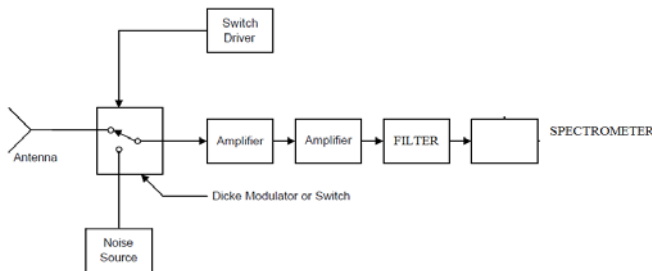 Switch
Driver
Antenna
Amplifier
Amplifier
FILTER
SPECTROMETER
Dicke Modulator or Switch
Noise
Source